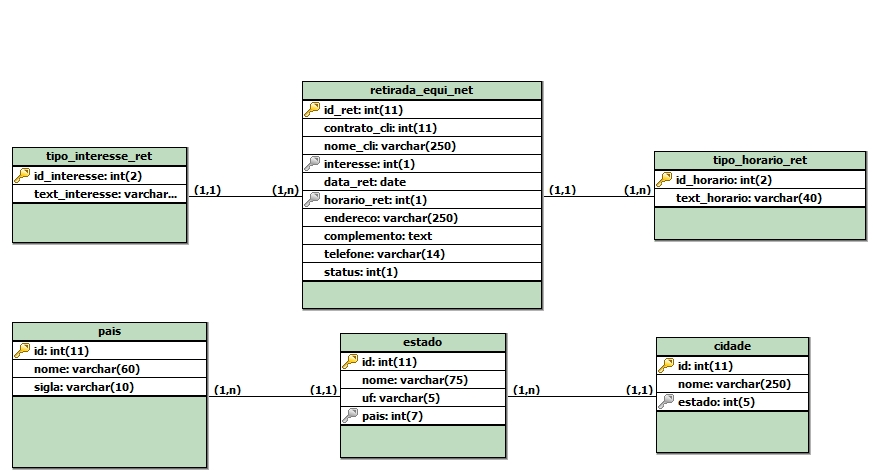 retirada_equi_net
id_ret: int(11)
contrato_cli: int(11)
nome_cli: varchar(250)
interesse: int(1)
data_ret: date
horario_ret: int(1)
endereco: varchar(250)
complemento: text
telefone: varchar(14)
status: int(1)
tipo_interesse_ret
id_interesse: int(2)
text_interesse: varchar...
(1,1)
(1,n)
(1,1)
(1,n)
tipo_horario_ret
id_horario: int(2)
text_horario: varchar(40)
pais
id: int(11)
nome: varchar(60)
sigla: varchar(10)
(1,n)
(1,1)
estado
id: int(11)
nome: varchar(75)
uf: varchar(5)
pais: int(7)
(1,n)
(1,1)
cidade
id: int(11)
nome: varchar(250)
estado: int(5)